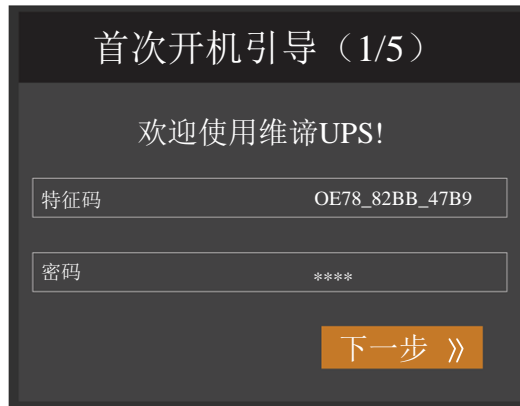 首次开机引导（1/5）
欢迎使用维谛UPS!
特征码 OE78_82BB_47B9
密码 ****
下一步 》